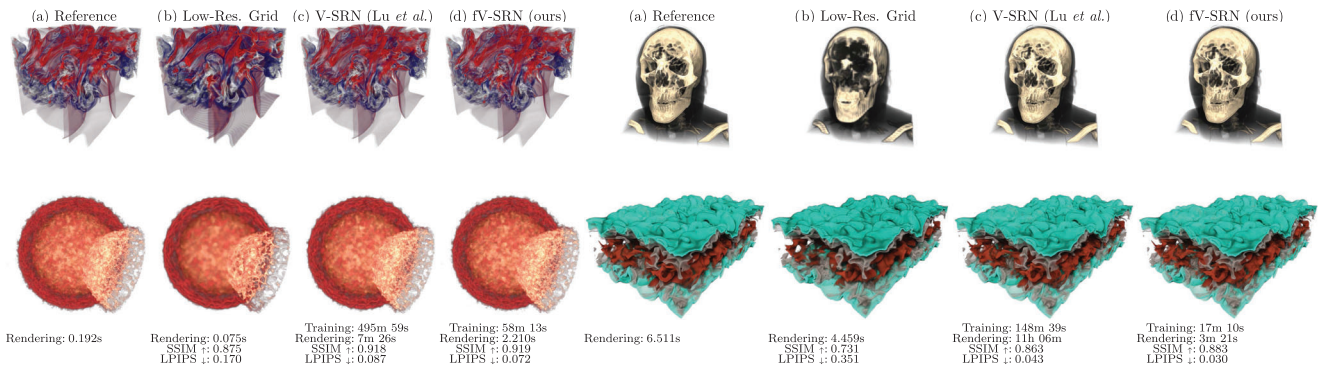 (a) Reference
(b) Low-Res. Grid
(c) V-SRN (Lu et al.)
(d) fV-SRN (ours)
(a) Reference
(b) Low-Res. Grid
(c) V-SRN (Lu et al.)
(d) fV-SRN (ours)
Rendering: 0.192s
Rendering: 0.075s
SSIM ↑: 0.875
LPIPS ↓: 0.170
Training: 495m 59s
Rendering: 7m 26s
SSIM ↑: 0.918
LPIPS ↓: 0.087
Training: 58m 13s
Rendering: 2.210s
SSIM ↑: 0.919
LPIPS ↓: 0.072
Rendering: 6.511s
Rendering: 4.459s
SSIM ↑: 0.731
LPIPS ↓: 0.351
Training: 148m 39s
Rendering: 11h 06m
SSIM ↑: 0.863
LPIPS ↓: 0.043
Training: 17m 10s
Rendering: 3m 21s
SSIM ↑: 0.883
LPIPS ↓: 0.030